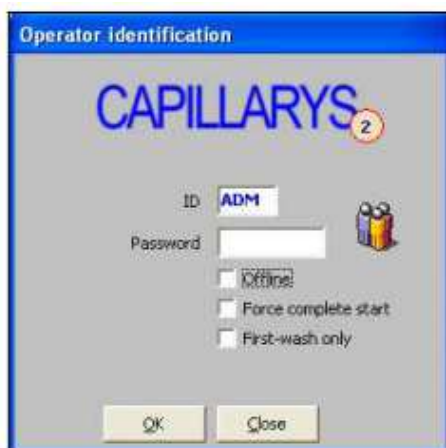 Operator identification
CAPILLARYS 2
ID ADM
Password
Offline
Force complete start
First-wash only
OK Close